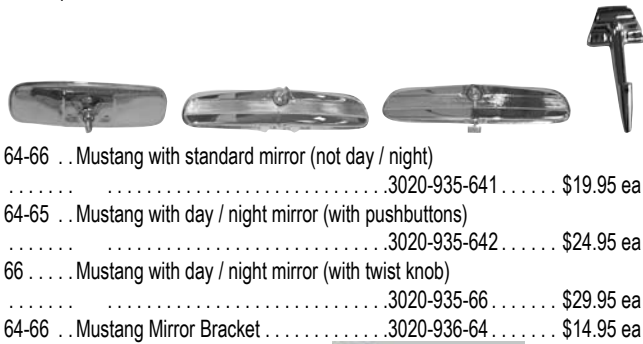 64-66 . . Mustang with standard mirror (not day / night)
. . . . . . . . . . . . . . . . . . . . . . . . . . . . . . . . . . .3020-935-641 . . . . . . $19.95 ea
64-65 . . Mustang with day / night mirror (with pushbuttons)
. . . . . . . . . . . . . . . . . . . . . . . . . . . . . . . . . . .3020-935-642 . . . . . . $24.95 ea
66 . . . . . Mustang with day / night mirror (with twist knob)
. . . . . . . . . . . . . . . . . . . . . . . . . . . . . . . . . . .3020-935-66 . . . . . . . $29.95 ea
64-66 . . Mustang Mirror Bracket . . . . . . . . . . . . .3020-936-64 . . . . . . . $14.95 ea